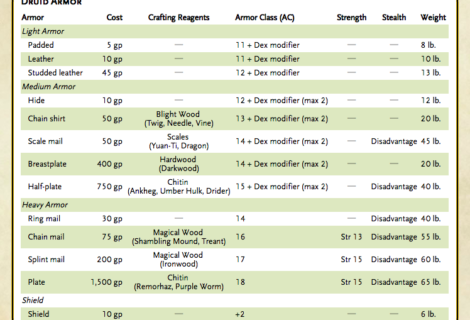 DRUID ARMOR
Armor Cost Crafting Reagents Armor Class (AC) Strength Stealth Weight
Light Armor
Padded 5 gp — 11 + Dex modifier — — 8 lb.
Leather 10 gp — 11 + Dex modifier — — 10 lb.
Studded leather 45 gp — 12 + Dex modifier — — 13 lb.
Medium Armor
Hide 10 gp — 12 + Dex modifier (max 2) — — 12 lb.
Chain shirt 50 gp Blight Wood (Twig, Needle, Vine) 13 + Dex modifier (max 2) — — 20 lb.
Scale mail 50 gp Scales (Yuan-Ti, Dragon) 14 + Dex modifier (max 2) — Disadvantage 45 lb.
Breastplate 400 gp Hardwood (Darkwood) 14 + Dex modifier (max 2) — — 20 lb.
Half-plate 750 gp Chitin (Ankheg, Umber Hulk, Drider) 15 + Dex modifier (max 2) — Disadvantage 40 lb.
Heavy Armor
Ring mail 30 gp — 14 — Disadvantage 40 lb.
Chain mail 75 gp Magical Wood (Shambling Mound, Treant) 16 Str 13 Disadvantage 55 lb.
Splint mail 200 gp Magical Wood (Ironwood) 17 Str 15 Disadvantage 60 lb.
Plate 1,500 gp Chitin (Remorhaz, Purple Worm) 18 Str 15 Disadvantage 65 lb.
Shield
Shield 10 gp — +2 — — 6 lb.